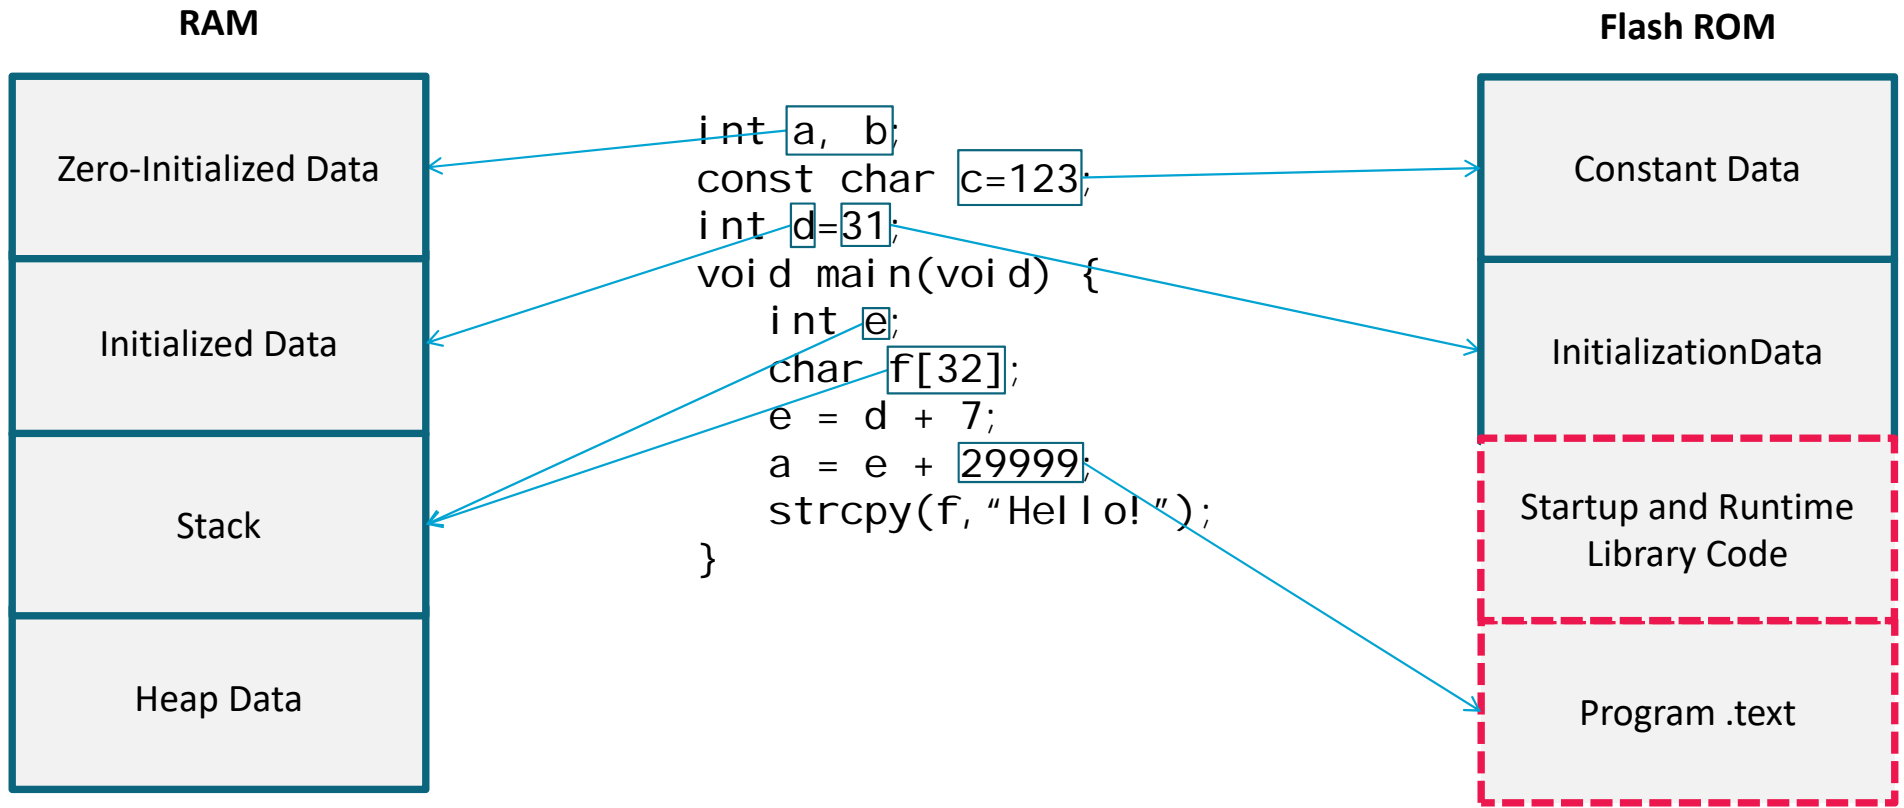 RAM
Flash ROM
Zero-Initialized Data
Initialized Data
Stack
Heap Data
int a, b;
const char c=123;
int d=31;
void main(void) {
int e;
char f[32];
e = d + 7;
a = e + 29999;
strcpy(f,“Hello!”);
}
Constant Data
InitializationData
Startup and Runtime
Library Code
Program .text